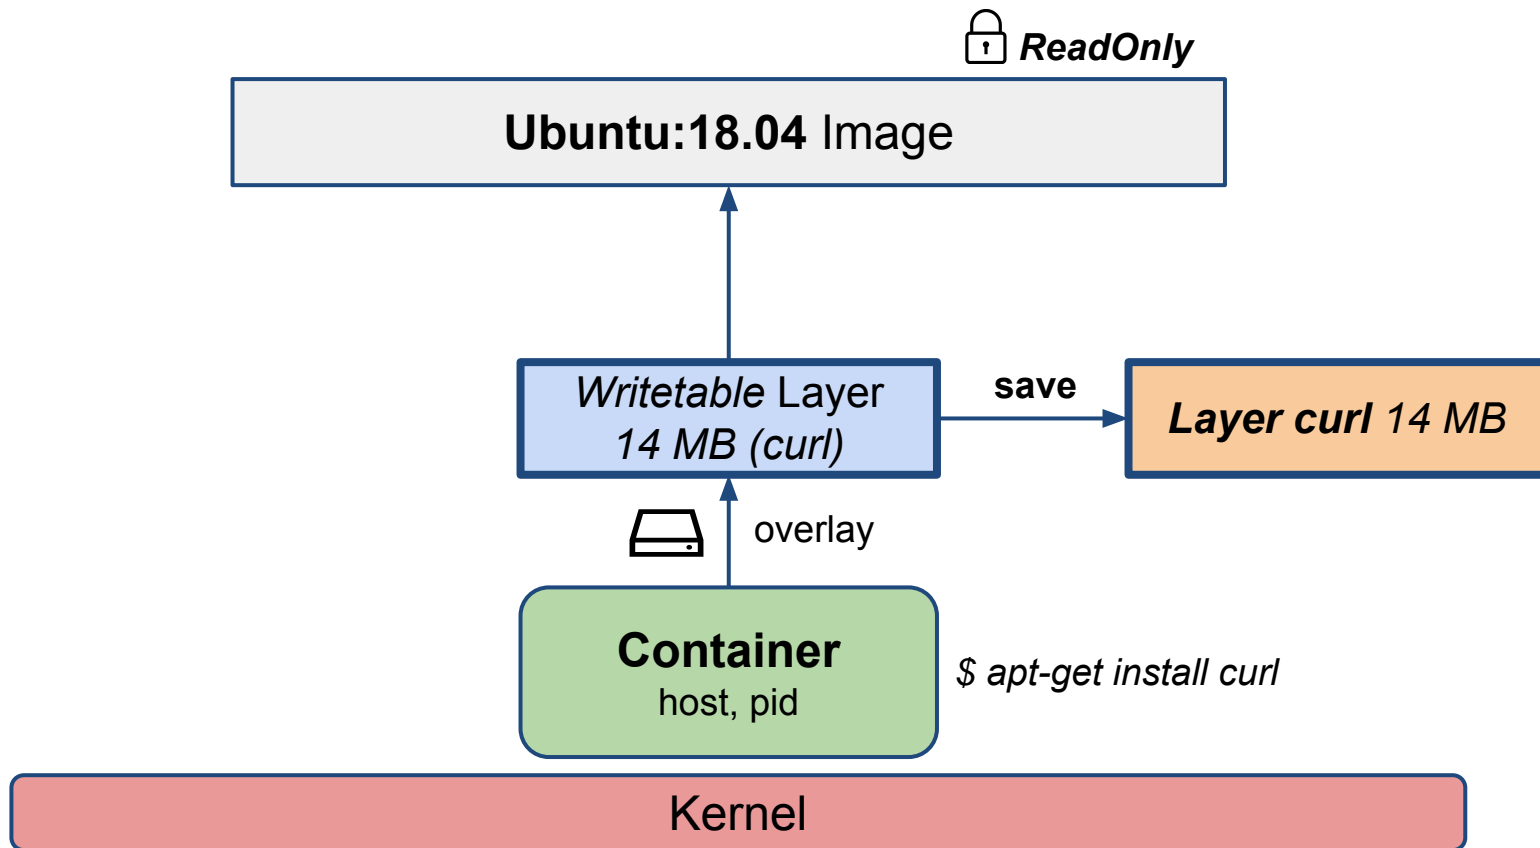 ReadOnly
Ubuntu:18.04 Image
Writetable Layer
14 MB (curl)
save
Layer curl 14 MB
overlay
Container
host, pid
$ apt-get install curl
Kernel